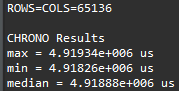 ROWS=COLS=65136
CHRONO Results
max = 4.91934e+006 us
min = 4.91826e+006 us
median = 4.91888e+006 us